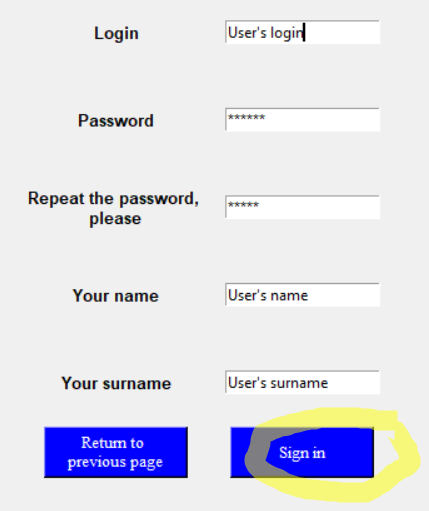 Login
User's login
Password
******
Repeat the password,
please
*****
Your name
User's name
Your surname
User's surname
Return to
previous page
Sign in